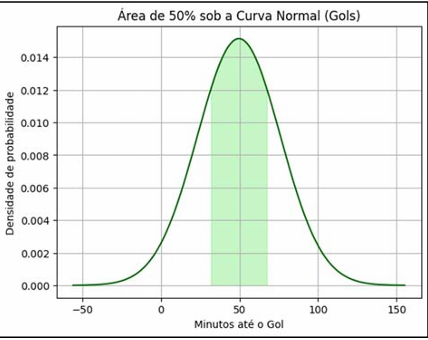 Área de 50% sob a Curva Normal (Gols)
Densidade de probabilidade
0.014
0.012
0.010
0.008
0.006
0.004
0.002
0.000
−50 0 50 100 150
Minutos até o Gol